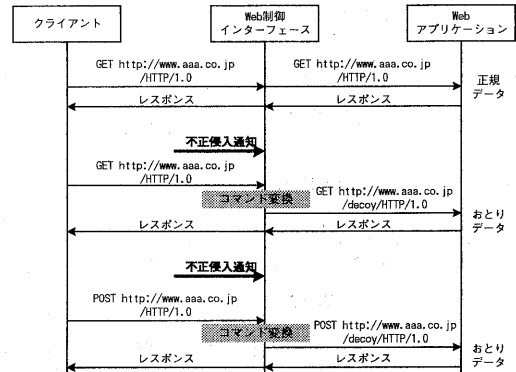 クライアント
Web制御
インターフェース
Web
アプリケーション
GET http://www.aaa.co.jp
/HTTP/1.0
GET http://www.aaa.co.jp
/HTTP/1.0
正規
データ
レスポンス
レスポンス
不正侵入通知
GET http://www.aaa.co.jp
/HTTP/1.0
コマンド変換
GET http://www.aaa.co.jp
/decoy/HTTP/1.0
おとり
データ
レスポンス
レスポンス
不正侵入通知
POST http://www.aaa.co.jp
/HTTP/1.0
コマンド変換
POST http://www.aaa.co.jp
/decoy/HTTP/1.0
おとり
データ
レスポンス
レスポンス